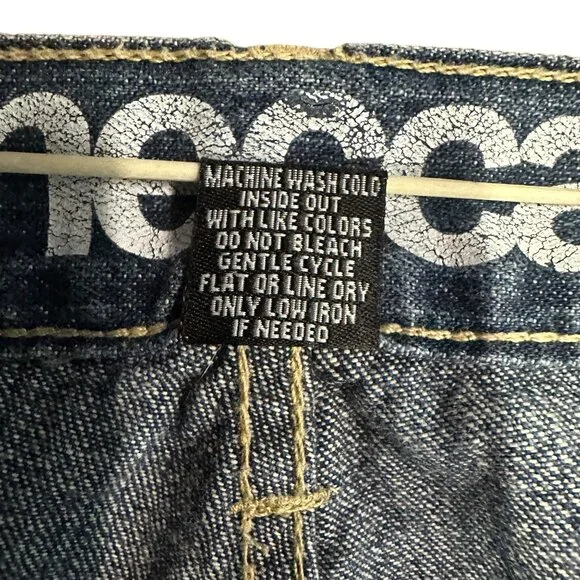 mecca
MACHINE WASH COLD
INSIDE OUT
WITH LIKE COLORS
DO NOT BLEACH
GENTLE CYCLE
FLAT OR LINE DRY
ONLY LOW IRON
IF NEEDED